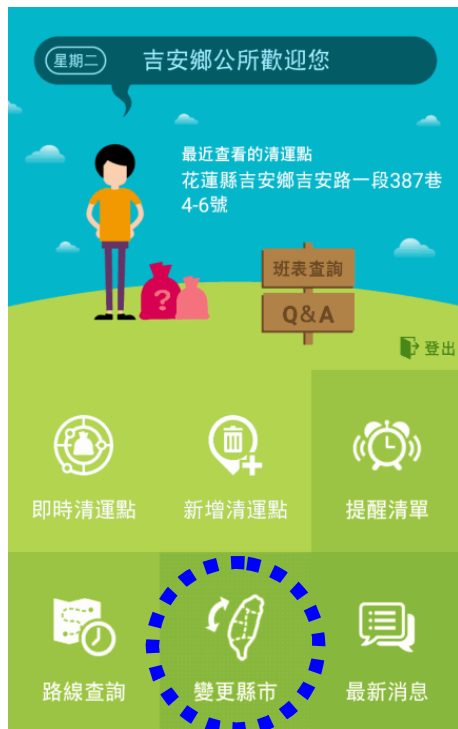 星期二
吉安鄉公所歡迎您
最近查看的清運點
花蓮縣吉安鄉吉安路一段387巷
4-6號
班表查詢
Q&A
?
登出
即時清運點
新增清運點
提醒清單
路線查詢
變更縣市
最新消息